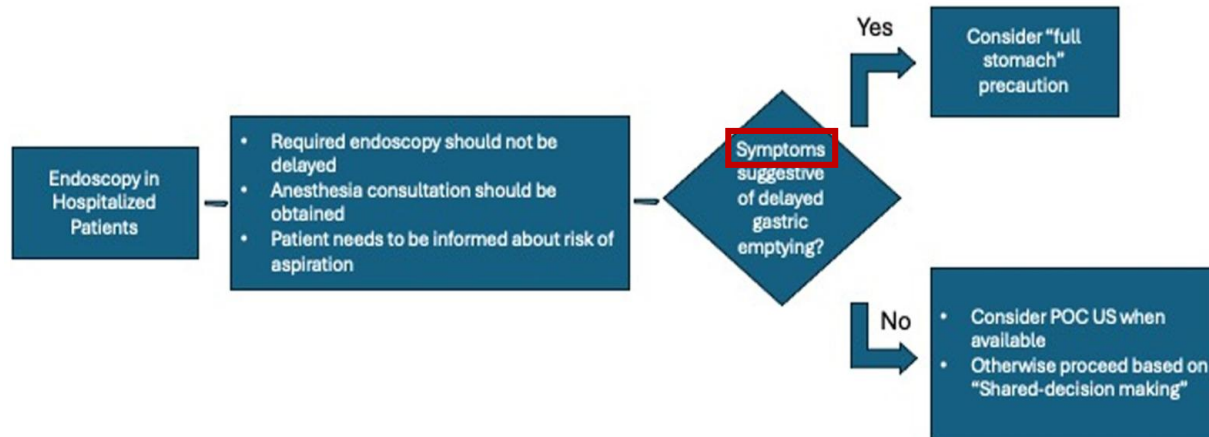 Endoscopy in
Hospitalized
Patients
• Required endoscopy should not be
delayed
• Anesthesia consultation should be
obtained
• Patient needs to be informed about risk of
aspiration
Symptoms
suggestive
of delayed
gastric
emptying?
Yes
Consider “full
stomach”
precaution
No
• Consider POC US when
available
• Otherwise proceed based on
“Shared-decision making”